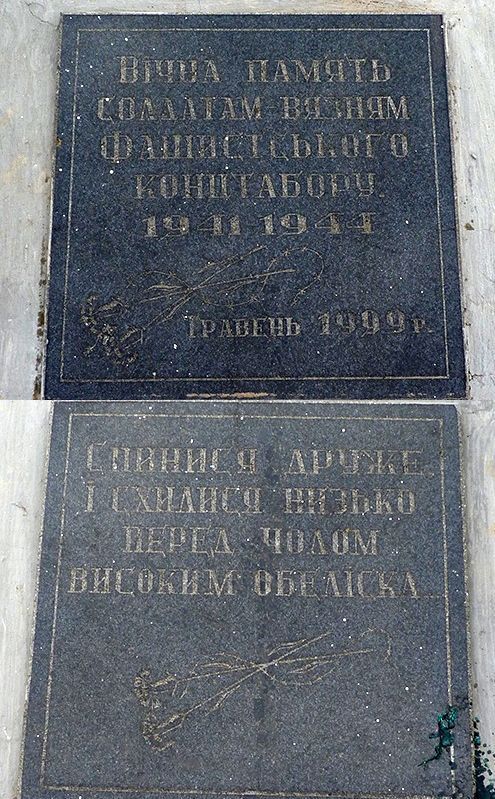 ВІЧНА ПАМЯТЬ
СОЛДАТАМ-ВЯЗНЯМ
ФАШИСТСЬКОГО
КОНЦТАБОРУ.
1941 1944
ТРАВЕНЬ 1999 Р.
СПИНИСЯ ДРУЖЕ
І СХИЛИСЯ НИЗЬКО
ПЕРЕД ЧОЛОМ
ВИСОКИМ ОБЕЛІСКА...